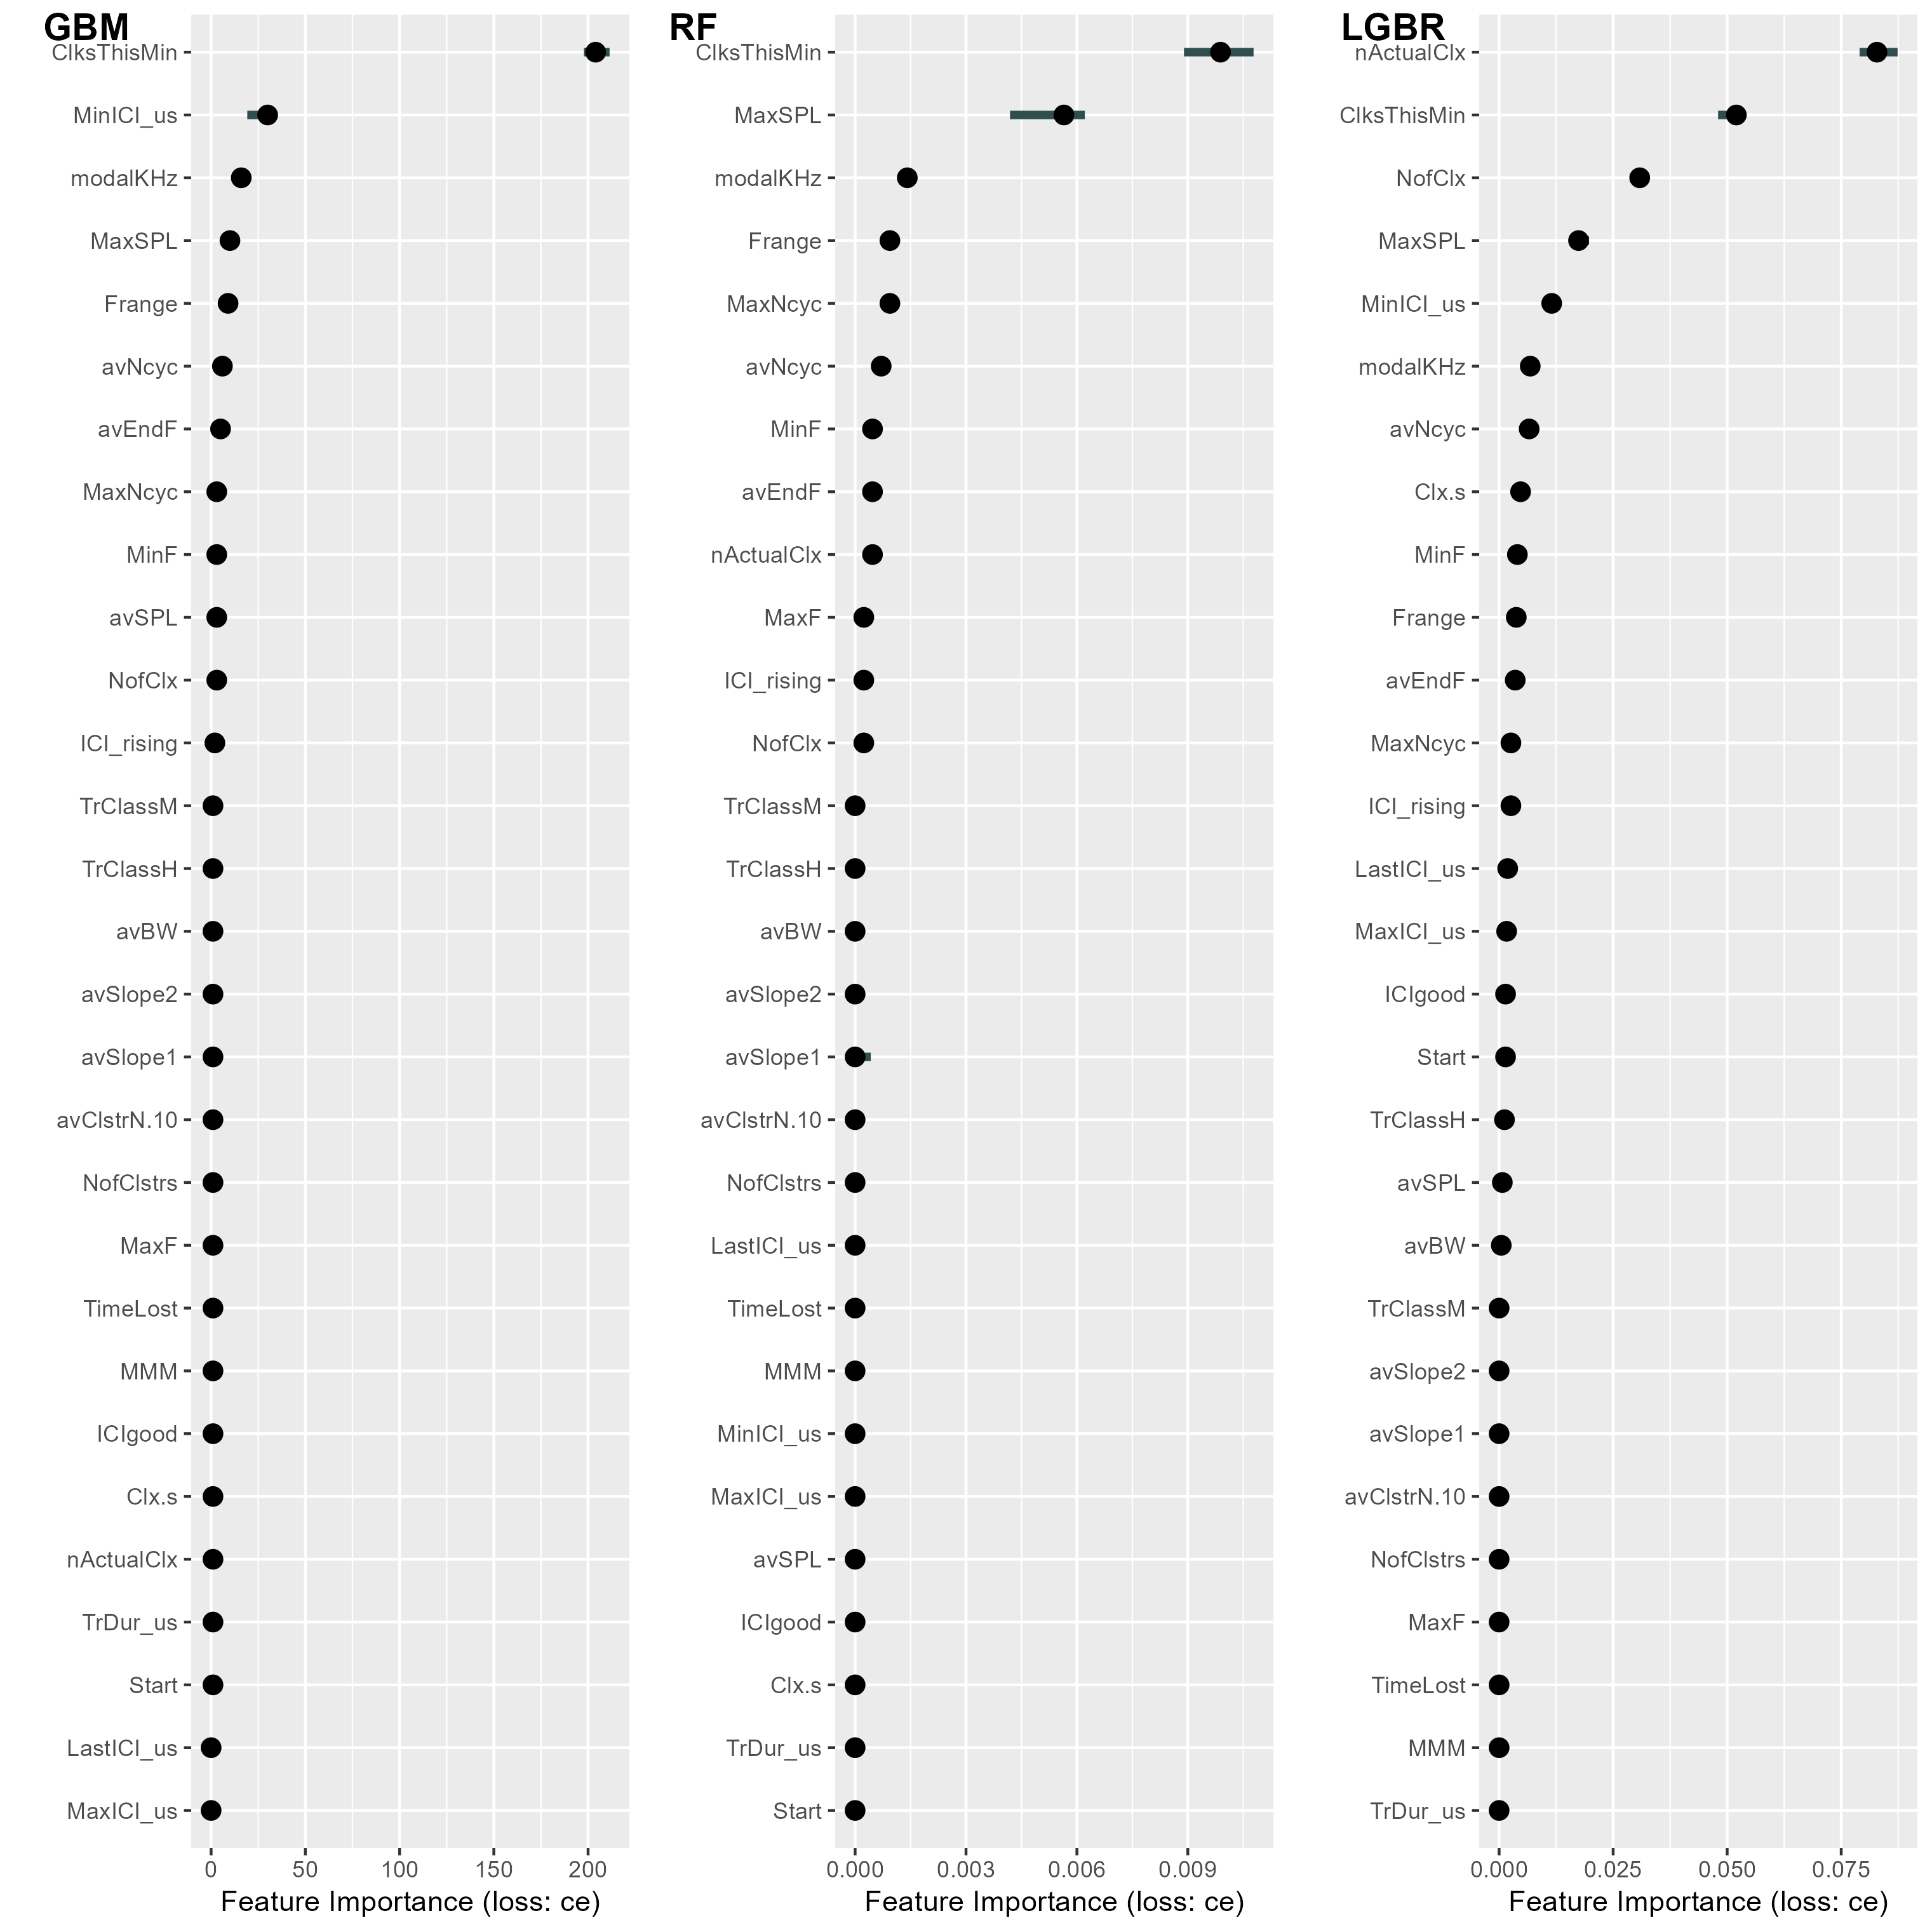 GBM
ClksThisMin
MinICI_us
modalKHz
MaxSPL
Frange
avNcyc
avEndF
MaxNcyc
MinF
avSPL
NofClx
ICI_rising
TrClassM
TrClassH
avBW
avSlope2
avSlope1
avClstrN.10
NofClstrs
MaxF
TimeLost
MMM
ICIgood
Clx.s
nActualClx
TrDur_us
Start
LastICI_us
MaxICI_us
0 50 100 150 200
Feature Importance (loss: ce)
RF
ClksThisMin
MaxSPL
modalKHz
Frange
MaxNcyc
avNcyc
MinF
avEndF
nActualClx
MaxF
ICI_rising
NofClx
TrClassM
TrClassH
avBW
avSlope2
avSlope1
avClstrN.10
NofClstrs
LastICI_us
TimeLost
MMM
MinICI_us
MaxICI_us
avSPL
ICIgood
Clx.s
TrDur_us
Start
0.000 0.003 0.006 0.009
Feature Importance (loss: ce)
LGBR
nActualClx
ClksThisMin
NofClx
MaxSPL
MinICI_us
modalKHz
avNcyc
Clx.s
MinF
Frange
avEndF
MaxNcyc
ICI_rising
LastICI_us
MaxICI_us
ICIgood
Start
TrClassH
avSPL
avBW
TrClassM
avSlope2
avSlope1
avClstrN.10
NofClstrs
MaxF
TimeLost
MMM
TrDur_us
0.000 0.025 0.050 0.075
Feature Importance (loss: ce)